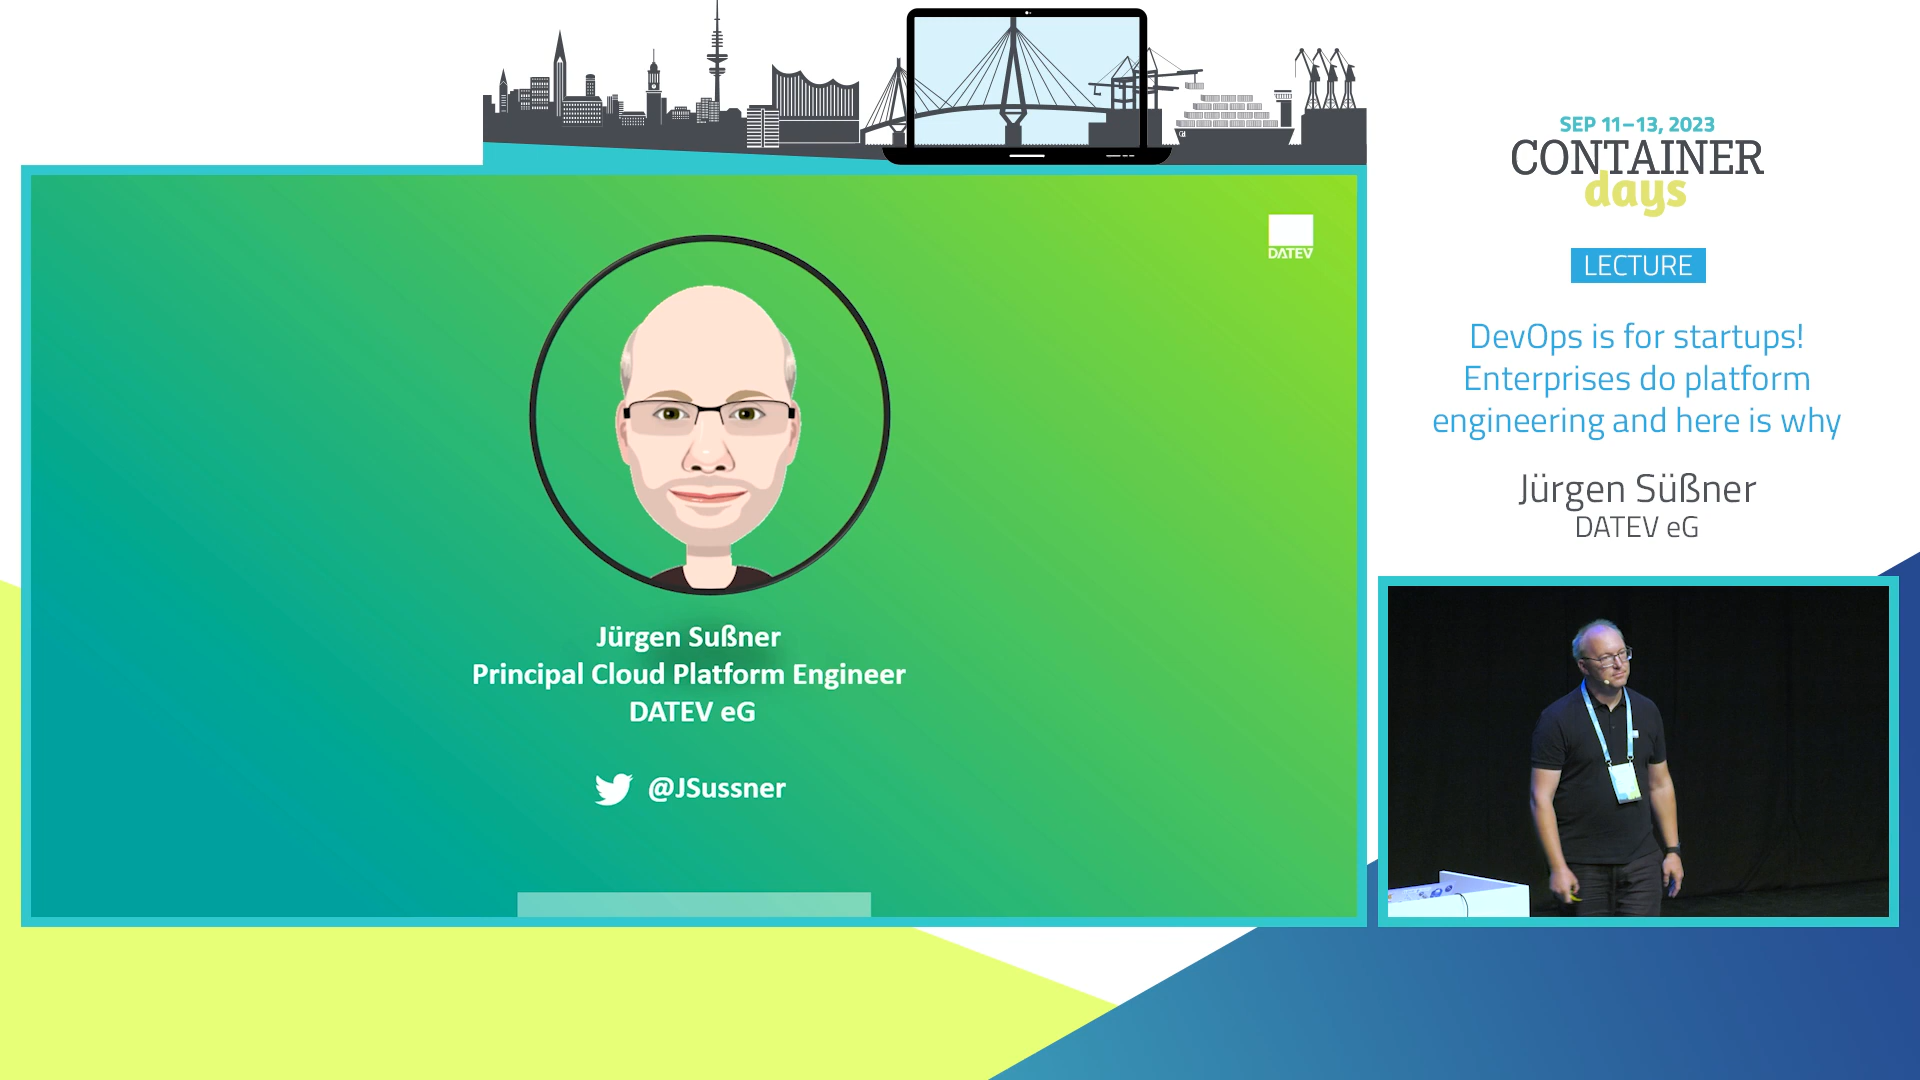 DATEV
Jürgen Sußner
Principal Cloud Platform Engineer
DATEV eG
@JSussner
SEP 11–13, 2023
CONTAINER
days
LECTURE
DevOps is for startups!
Enterprises do platform
engineering and here is why
Jürgen Süßner
DATEV eG